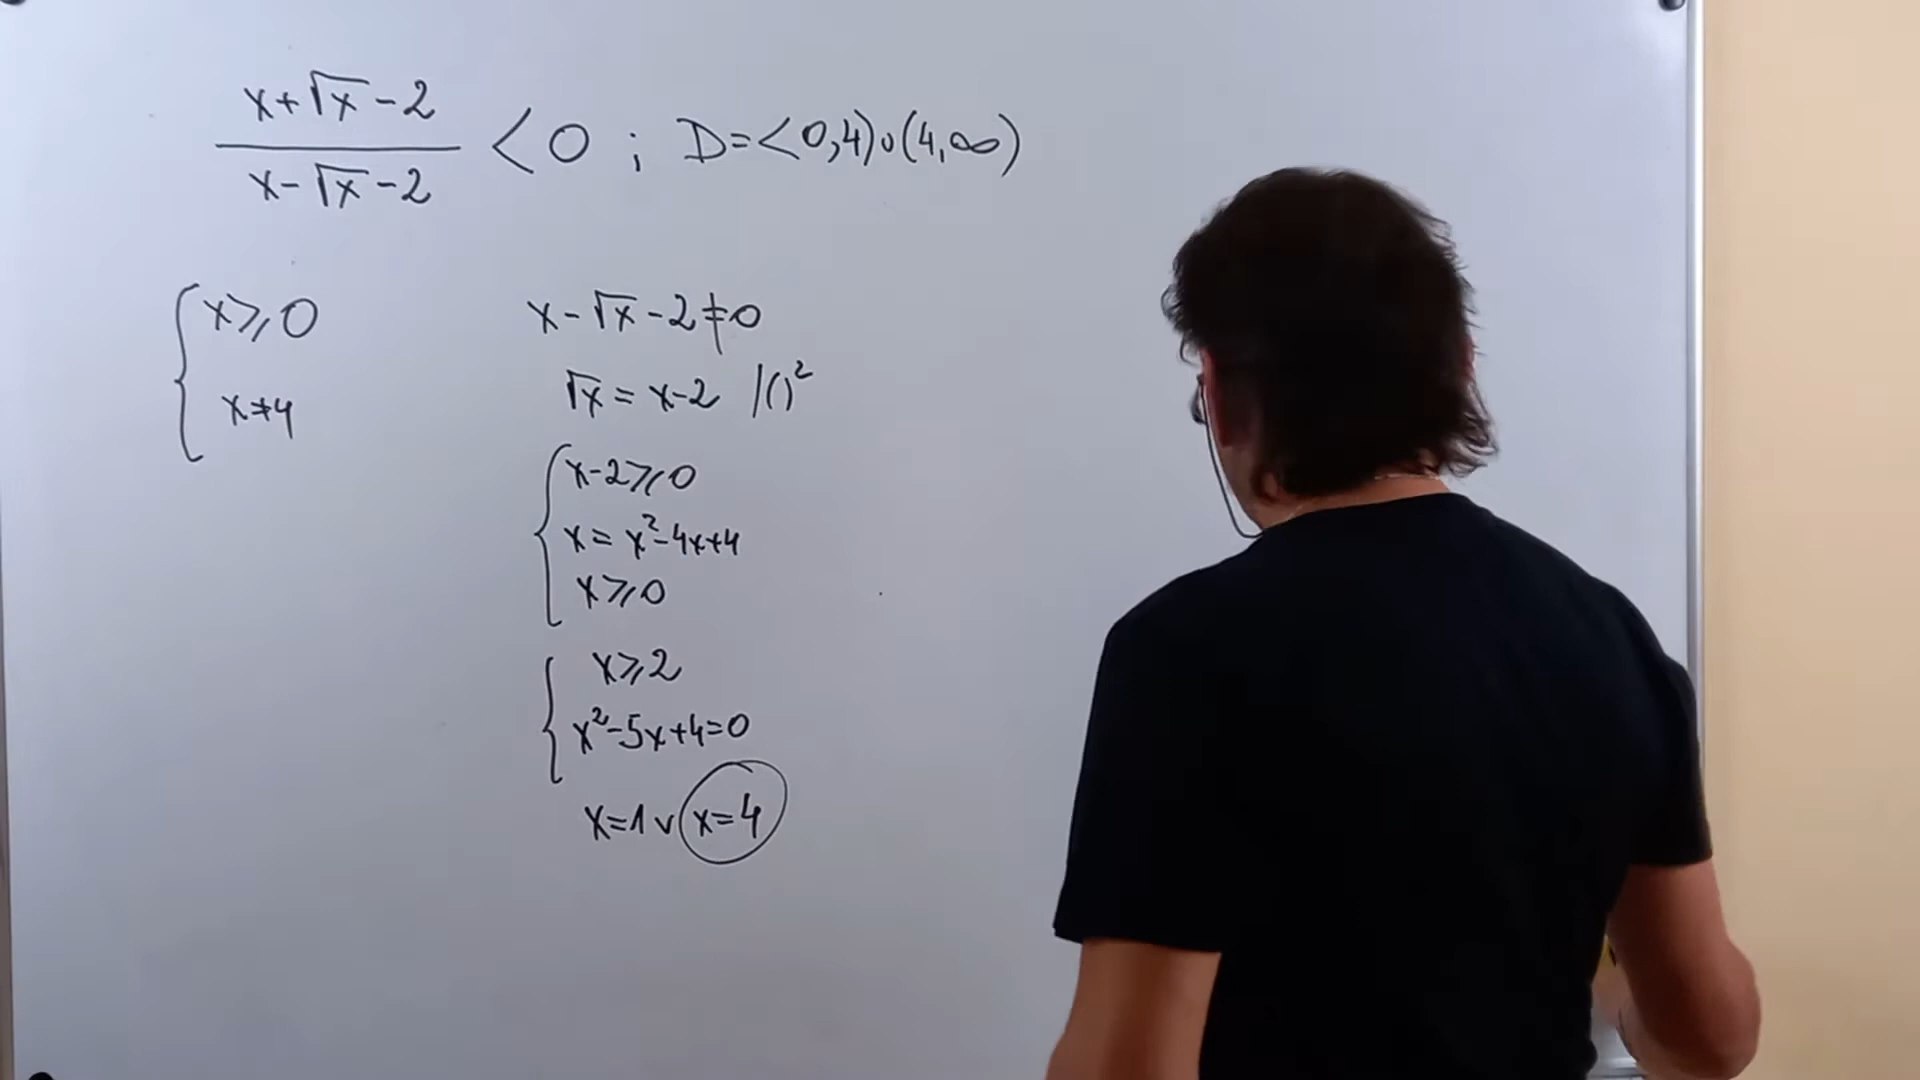 x+√x-2 / x-√x-2 < 0 ; D=<0,4)∪(4,∞)
x⩾0
x≠4
x-√x-2≠0
√x = x-2 |()²
x-2⩾0
x = x²-4x+4
x⩾0
x⩾2
x²-5x+4=0
x=1 ∨ x=4